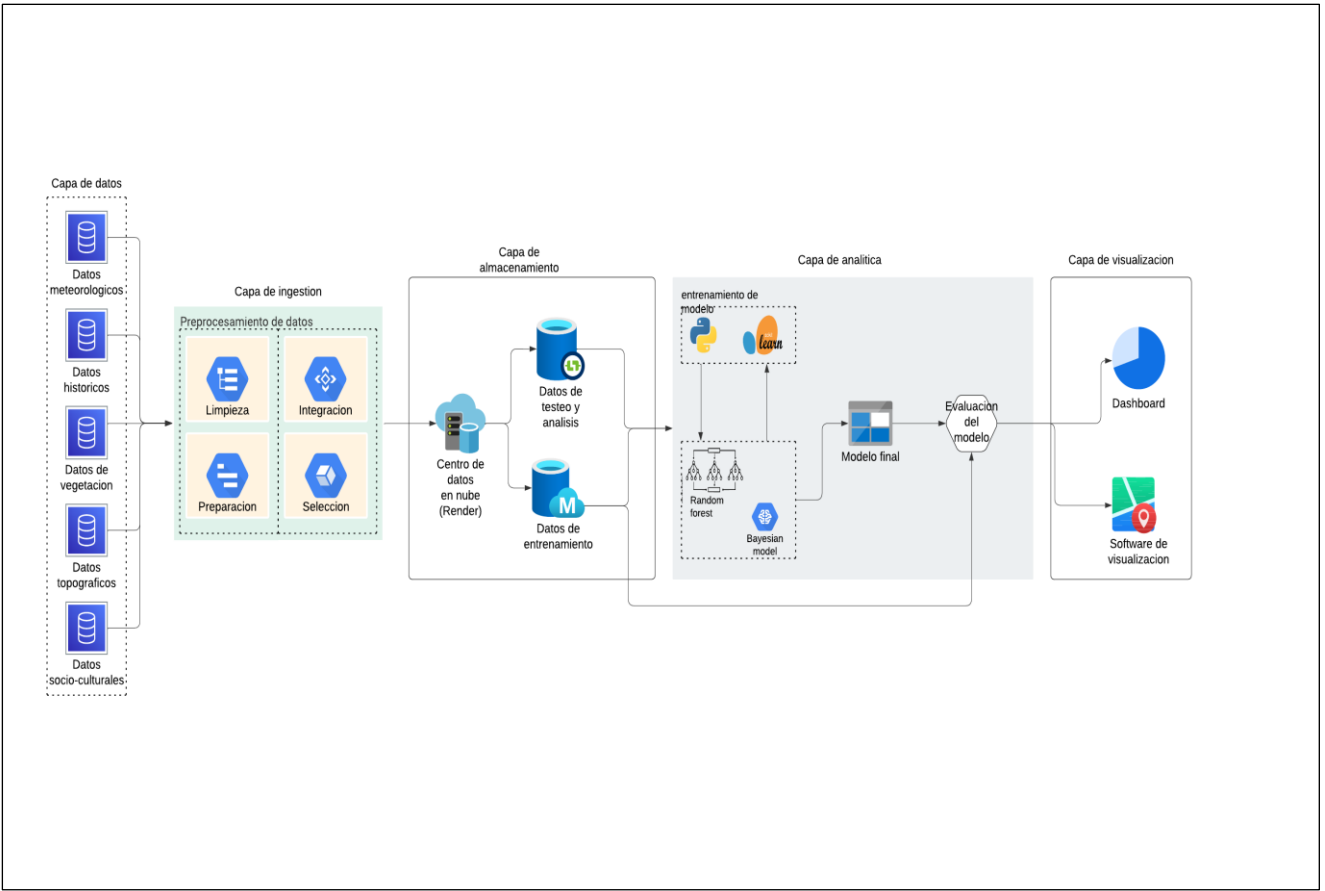 Capa de datos
Datos
meteorologicos
Datos
historicos
Datos de
vegetacion
Datos
topograficos
Datos
socio-culturales
Capa de ingestion
Preprocesamiento de datos
Limpieza
Integracion
Preparacion
Seleccion
Capa de
almacenamiento
Centro de
datos
en nube
(Render)
Datos de
testeo y
analisis
M
Datos de
entrenamiento
Capa de analitica
entrenamiento de
modelo
learn
Random
forest
Bayesian
model
Modelo final
Evaluacion
del
modelo
Capa de visualizacion
Dashboard
Software de
visualizacion